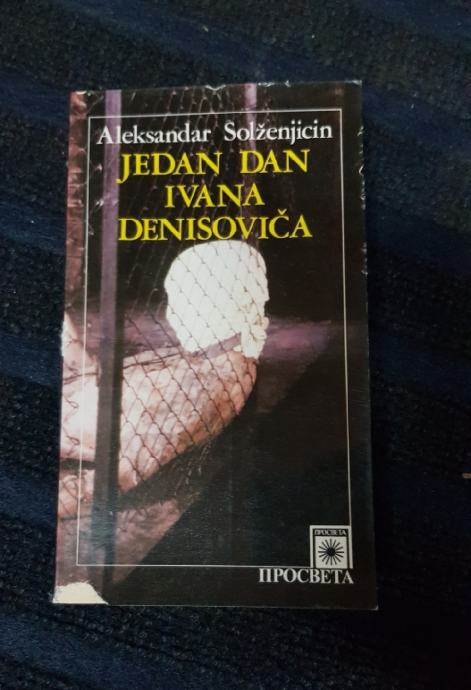 Aleksandar Solženjicin
JEDAN DAN
IVANA
DENISOVIČA
ПРОСВЕТА
ПРОСВЕТА